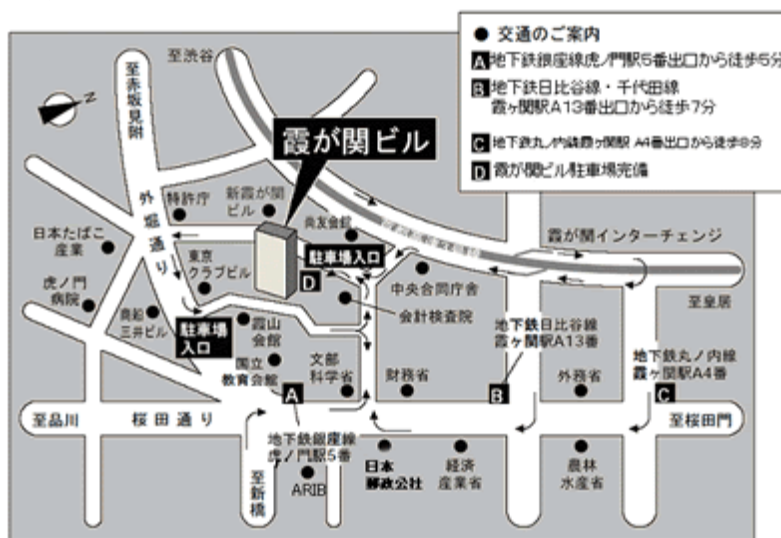 ● 交通のご案内
A 地下鉄銀座線虎ノ門駅5番出口から徒歩5分
B 地下鉄日比谷線・千代田線
霞ヶ関駅A13番出口から徒歩7分
C 地下鉄丸ノ内線霞ヶ関駅A4番出口から徒歩8分
D 霞が関ビル駐車場完備
至渋谷
至赤坂見附
N
霞が関ビル
外堀通り
特許庁
新霞が関
ビル
尚友会館
霞が関インターチェンジ
日本たばこ
産業
東京
クラブビル
駐車場入口
D
中央合同庁舎
至皇居
虎ノ門
病院
商船
三井ビル
駐車場
入口
霞山
会館
会計検査院
地下鉄日比谷線
霞ヶ関駅A13番
国立
教育会館
文部
科学省
財務省
外務省
地下鉄丸ノ内線
霞ヶ関駅A4番
A
B
C
至品川
桜田通り
至桜田門
地下鉄銀座線
虎ノ門駅5番
至新橋
ARIB
日本
郵政公社
経済
産業省
農林
水産省